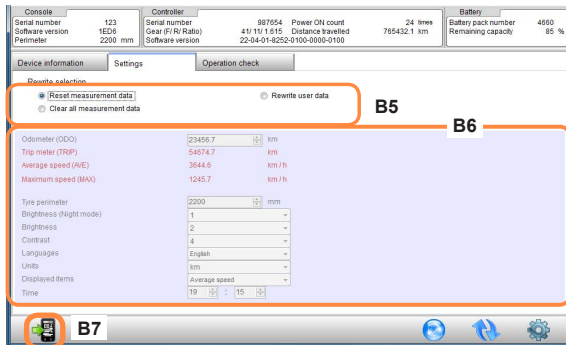 Console Controller Battery
Serial number 123 Serial number 987654 Power ON count 24 times Battery pack number 4660
Software version 1ED6 Gear (F/ R/ Ratio) 41/ 11/ 1.615 Distance travelled 765432.1 km Remaining capacity 85 %
Perimeter 2200 mm Software version 22-04-01-8252-0100-0000-0100
Device information Settings Operation check
Rewrite selection
Reset measurement data Rewrite user data
Clear all measurement data
B5
B6
Odometer (ODO) 23456.7 km
Trip meter (TRIP) 54674.7 km
Average speed (AVE) 3644.6 km / h
Maximum speed (MAX) 1245.7 km / h
Tyre perimeter 2200 mm
Brightness (Night mode) 1
Brightness 2
Contrast 4
Languages English
Units km
Displayed items Average speed
Time 19 : 15
B7